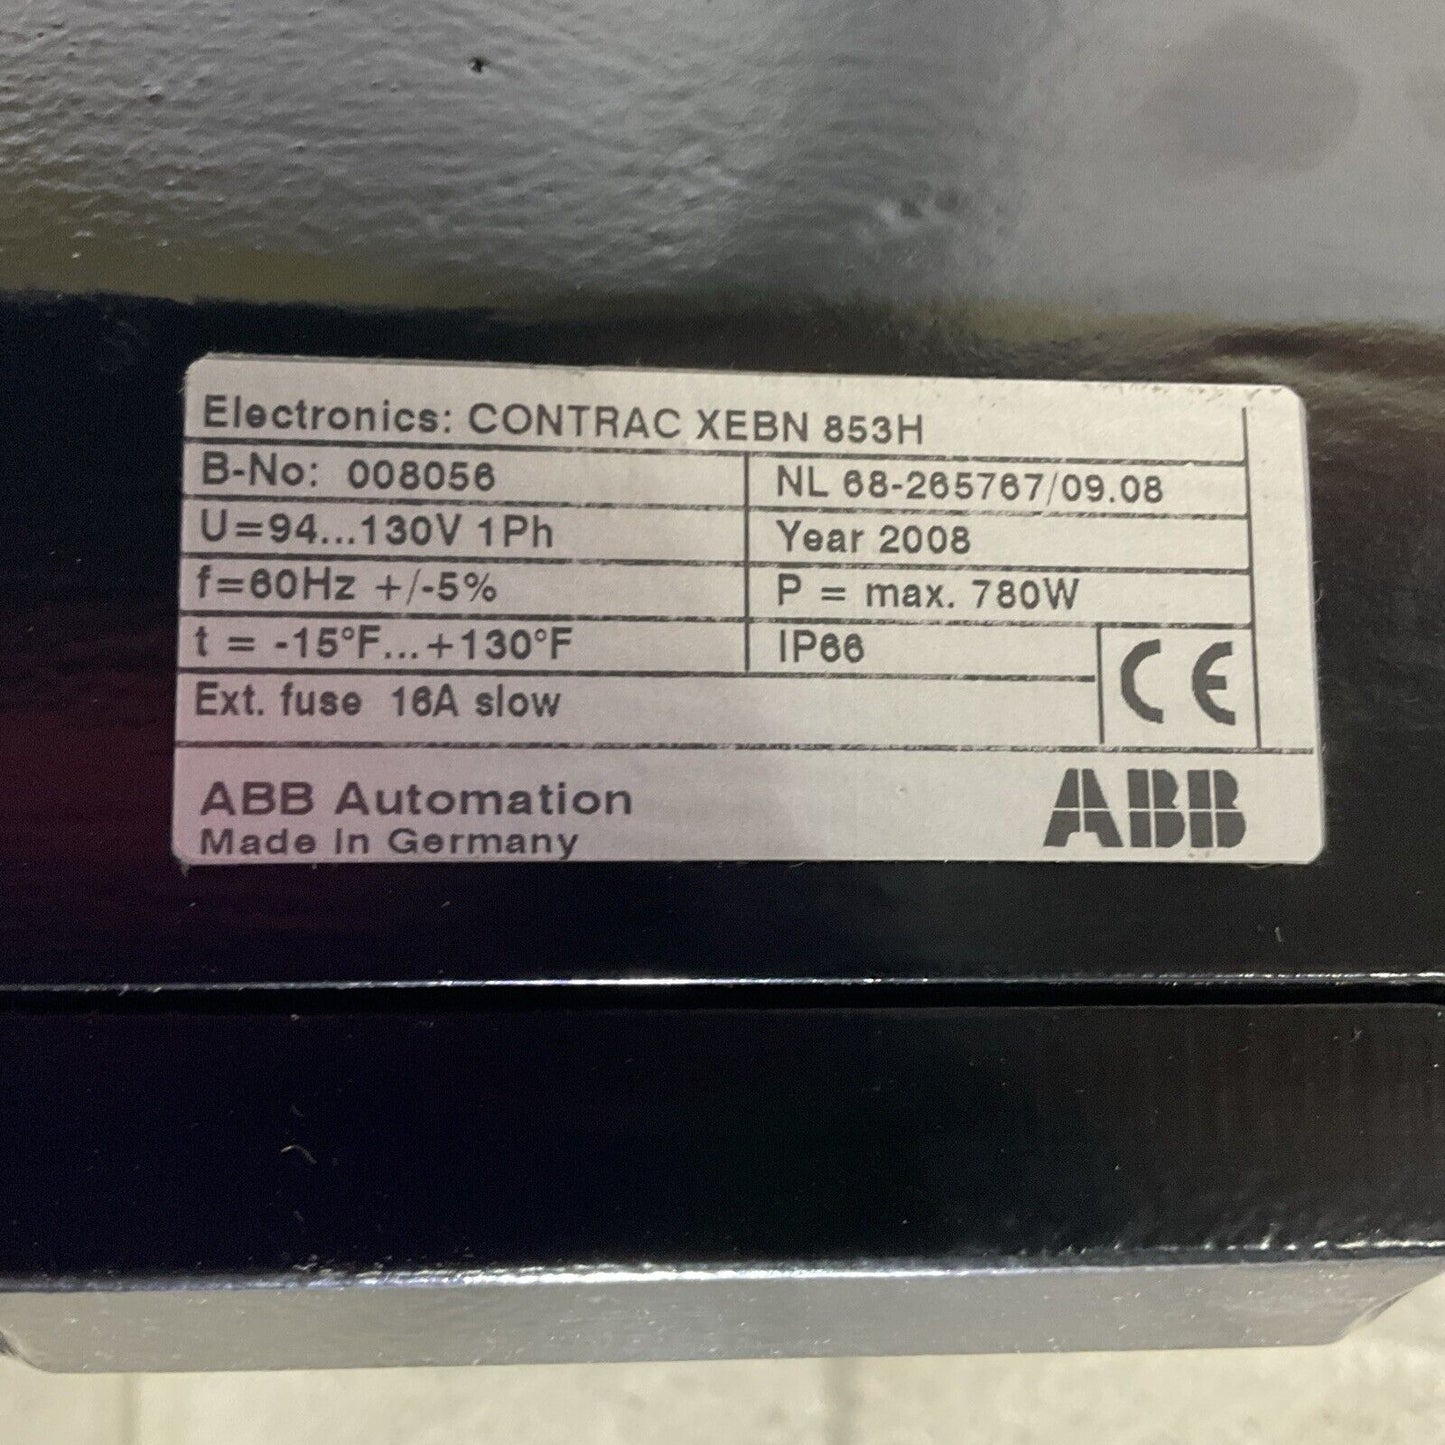 Electronics: CONTRAC XEBN 853H
B-No: 008056 NL 68-265767/09.08
U=94...130V 1Ph Year 2008
f=60Hz +/-5% P = max. 780W
t = -15°F...+130°F IP66
Ext. fuse 16A slow CE
ABB Automation ABB
Made In Germany